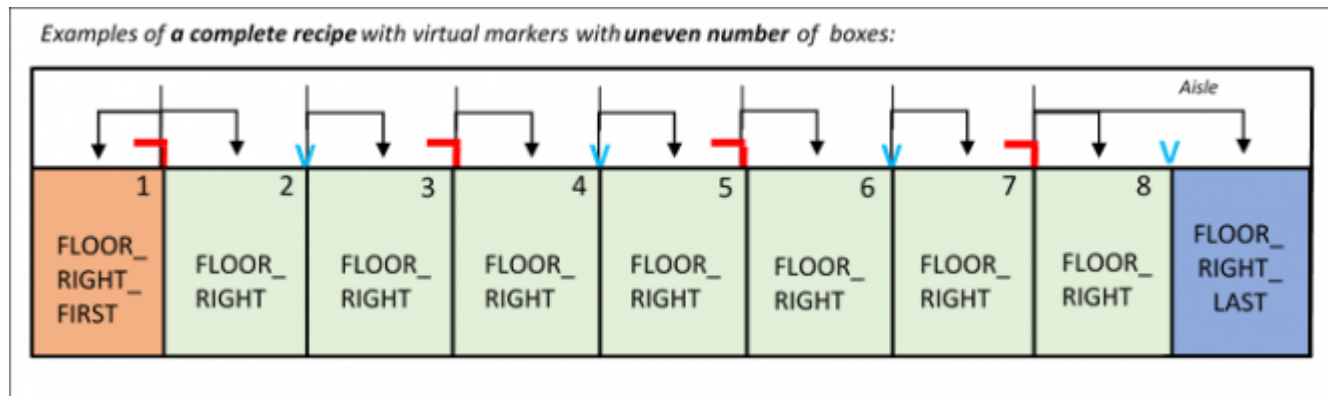 Examples of a complete recipe with virtual markers with uneven number of boxes:
Aisle
V V V V
1 2 3 4 5 6 7 8
FLOOR_
RIGHT_
FIRST
FLOOR_
RIGHT
FLOOR_
RIGHT
FLOOR_
RIGHT
FLOOR_
RIGHT
FLOOR_
RIGHT
FLOOR_
RIGHT
FLOOR_
RIGHT
FLOOR_
RIGHT_
LAST